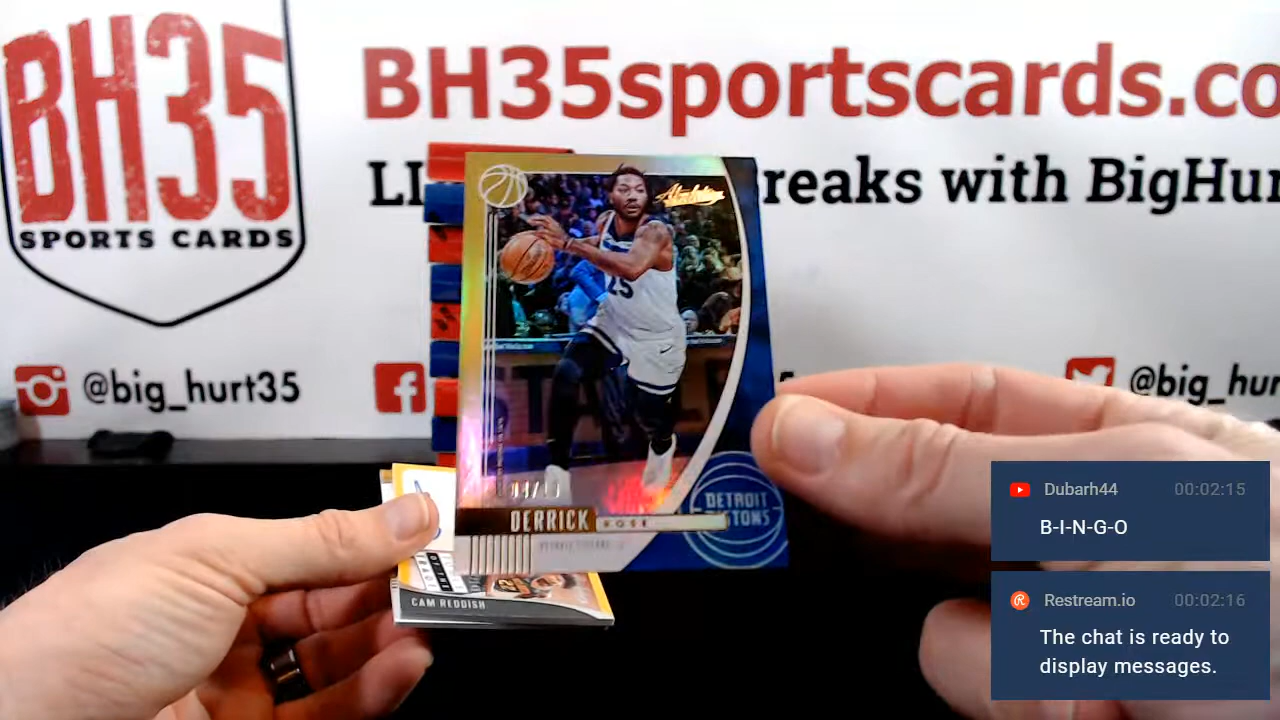 BH35
SPORTS CARDS
BH35sportscards.co
LI reaks with BigHur
@big_hurt35
@big_hur
Absolute
25
DETROIT
PISTONS
DERRICK ROSE
CAM REDDISH
Dubarh44 00:02:15
B-I-N-G-O
Restream.io 00:02:16
The chat is ready to
display messages.